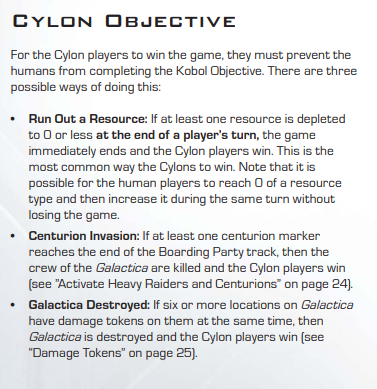 Cylon Objective
For the Cylon players to win the game, they must prevent the
humans from completing the Kobol Objective. There are three
possible ways of doing this:
• Run Out a Resource: If at least one resource is depleted
to 0 or less at the end of a player's turn, the game
immediately ends and the Cylon players win. This is the
most common way the Cylons to win. Note that it is
possible for the human players to reach 0 of a resource
type and then increase it during the same turn without
losing the game.
• Centurion Invasion: If at least one centurion marker
reaches the end of the Boarding Party track, then the
crew of the Galactica are killed and the Cylon players win
(see "Activate Heavy Raiders and Centurions" on page 24).
• Galactica Destroyed: If six or more locations on Galactica
have damage tokens on them at the same time, then
Galactica is destroyed and the Cylon players win (see
"Damage Tokens" on page 25).